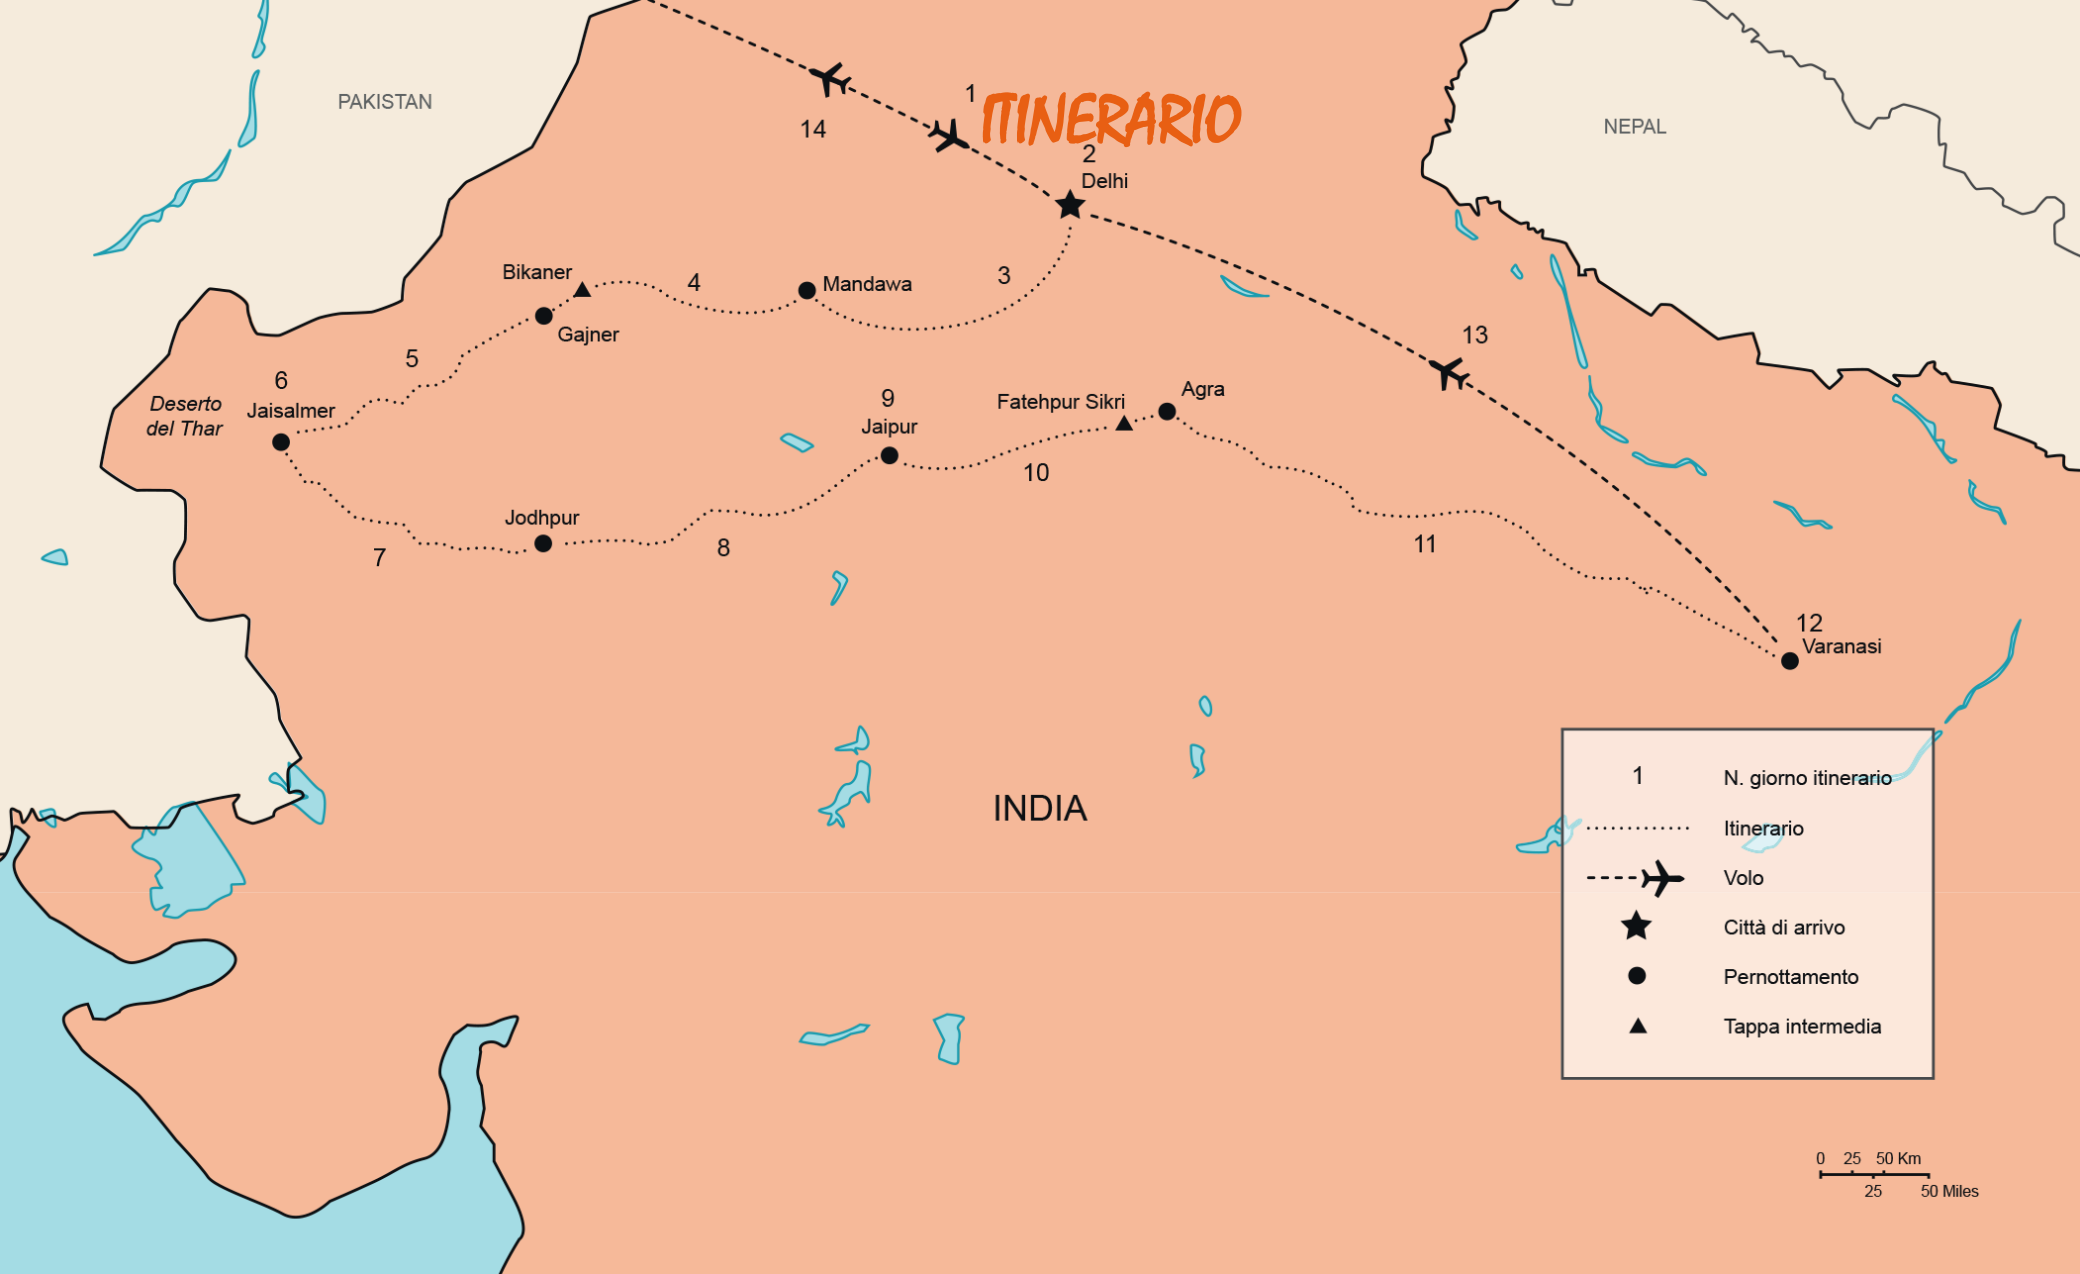 PAKISTAN
1
ITINERARIO
14
NEPAL
2
Delhi
Bikaner
4
Mandawa
3
Gajner
13
5
6
Jaisalmer
Deserto
del Thar
9
Jaipur
Fatehpur Sikri
Agra
10
Jodhpur
7
8
11
12
Varanasi
INDIA
1 N. giorno itinerario
Itinerario
Volo
Città di arrivo
Pernottamento
Tappa intermedia
0 25 50 Km
25 50 Miles